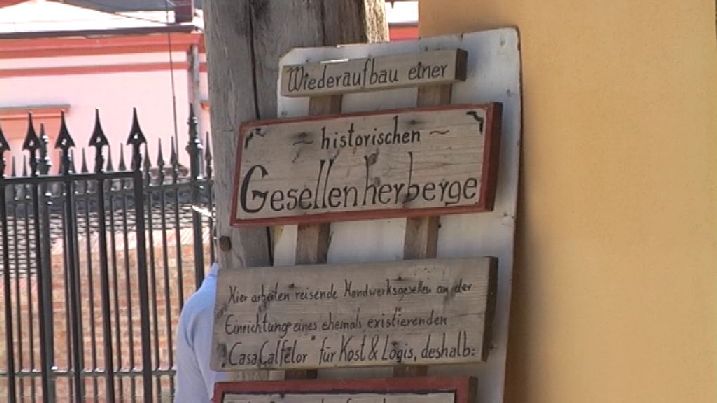 Wiederaufbau einer
~ historischen ~
Gesellenherberge
Hier arbeiten reisende Handwerksgesellen an der
Einrichtung eines ehemals existierenden
"Casa Calfelor" für Kost & Logis, deshalb: